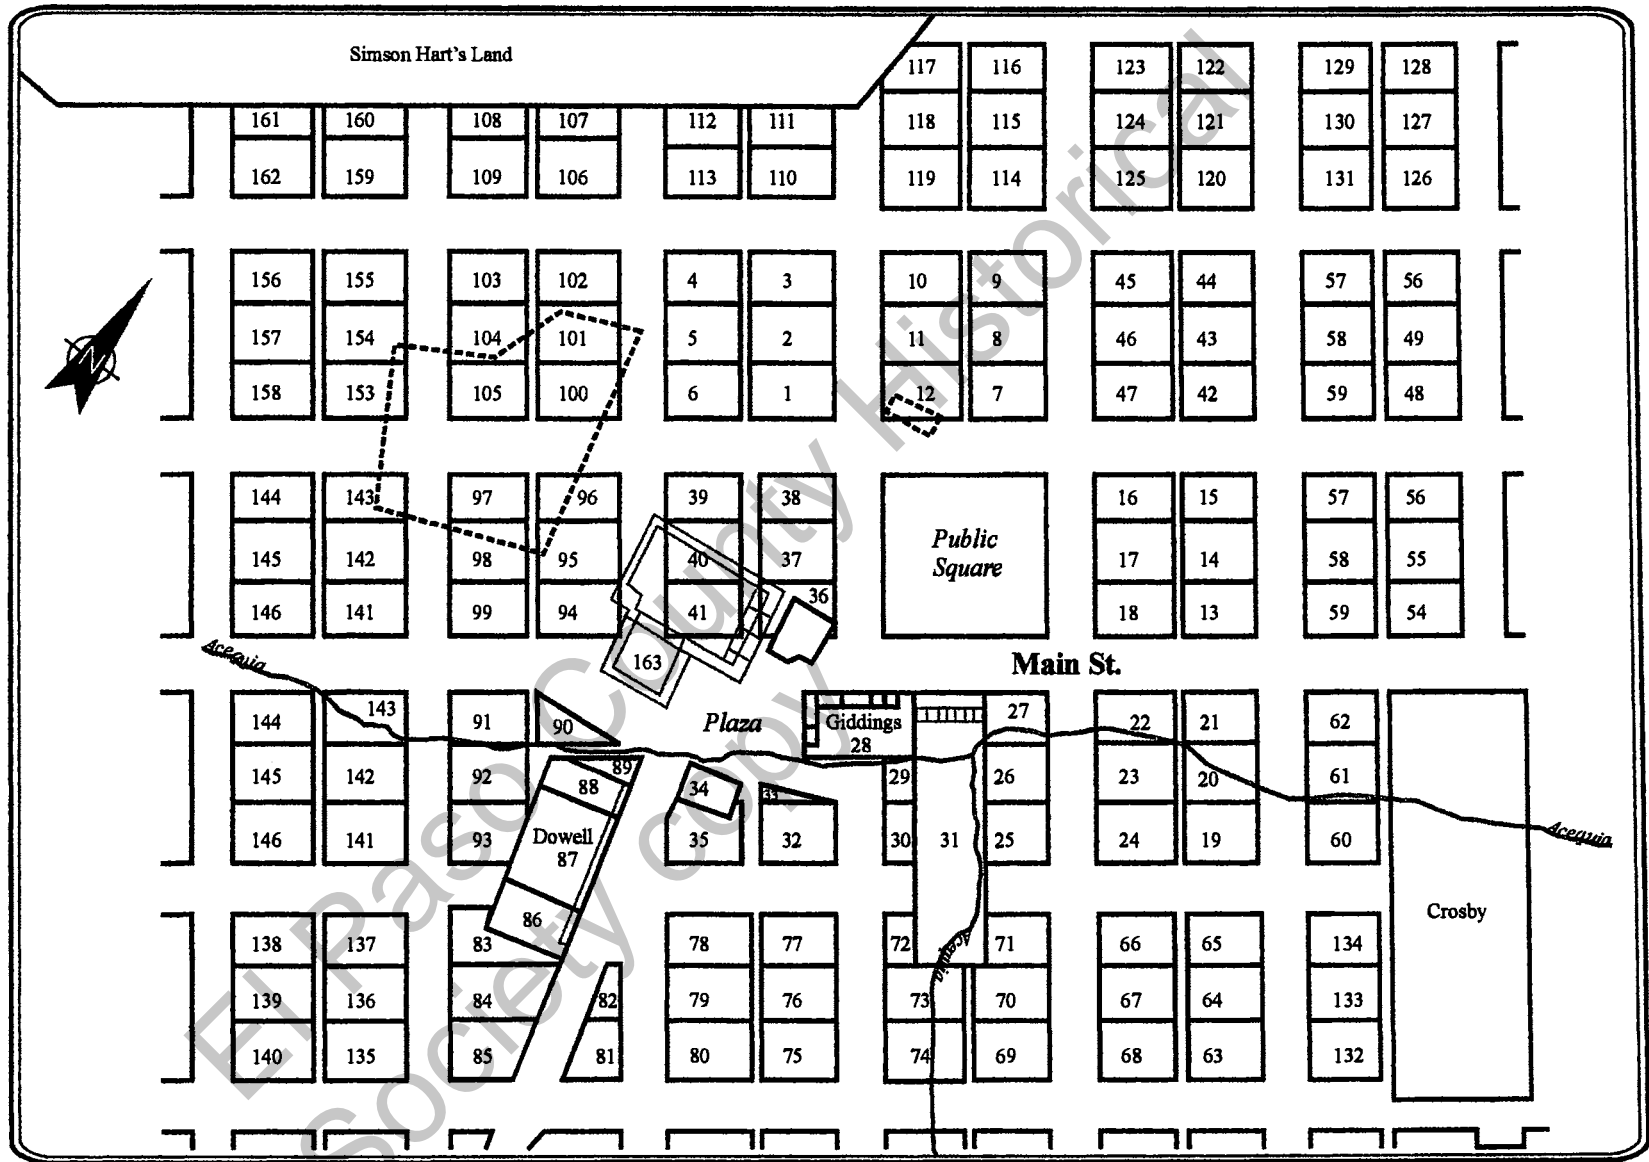 Simson Hart's Land
117 116 123 122 129 128
161 160 108 107 112 111 118 115 124 121 130 127
162 159 109 106 113 110 119 114 125 120 131 126
156 155 103 102 4 3 10 9 45 44 57 56
N
157 154 104 101 5 2 11 8 46 43 58 49
158 153 105 100 6 1 12 7 47 42 59 48
144 143 97 96 39 38 16 15 57 56
Public
Square
145 142 98 95 40 37 17 14 58 55
36
146 141 99 94 41 18 13 59 54
Acequia
163
Main St.
144 143 91 90 Plaza Giddings 27 22 21 62
28
145 142 92 89 88 34 33 29 26 23 20 61
146 141 93 Dowell 35 32 30 31 25 24 19 60
87
Acequia
86
Crosby
138 137 83 78 77 72 71 66 65 134
Acequia
139 136 84 82 79 76 73 70 67 64 133
140 135 85 81 80 75 74 69 68 63 132
El Paso County Historical
Society copy